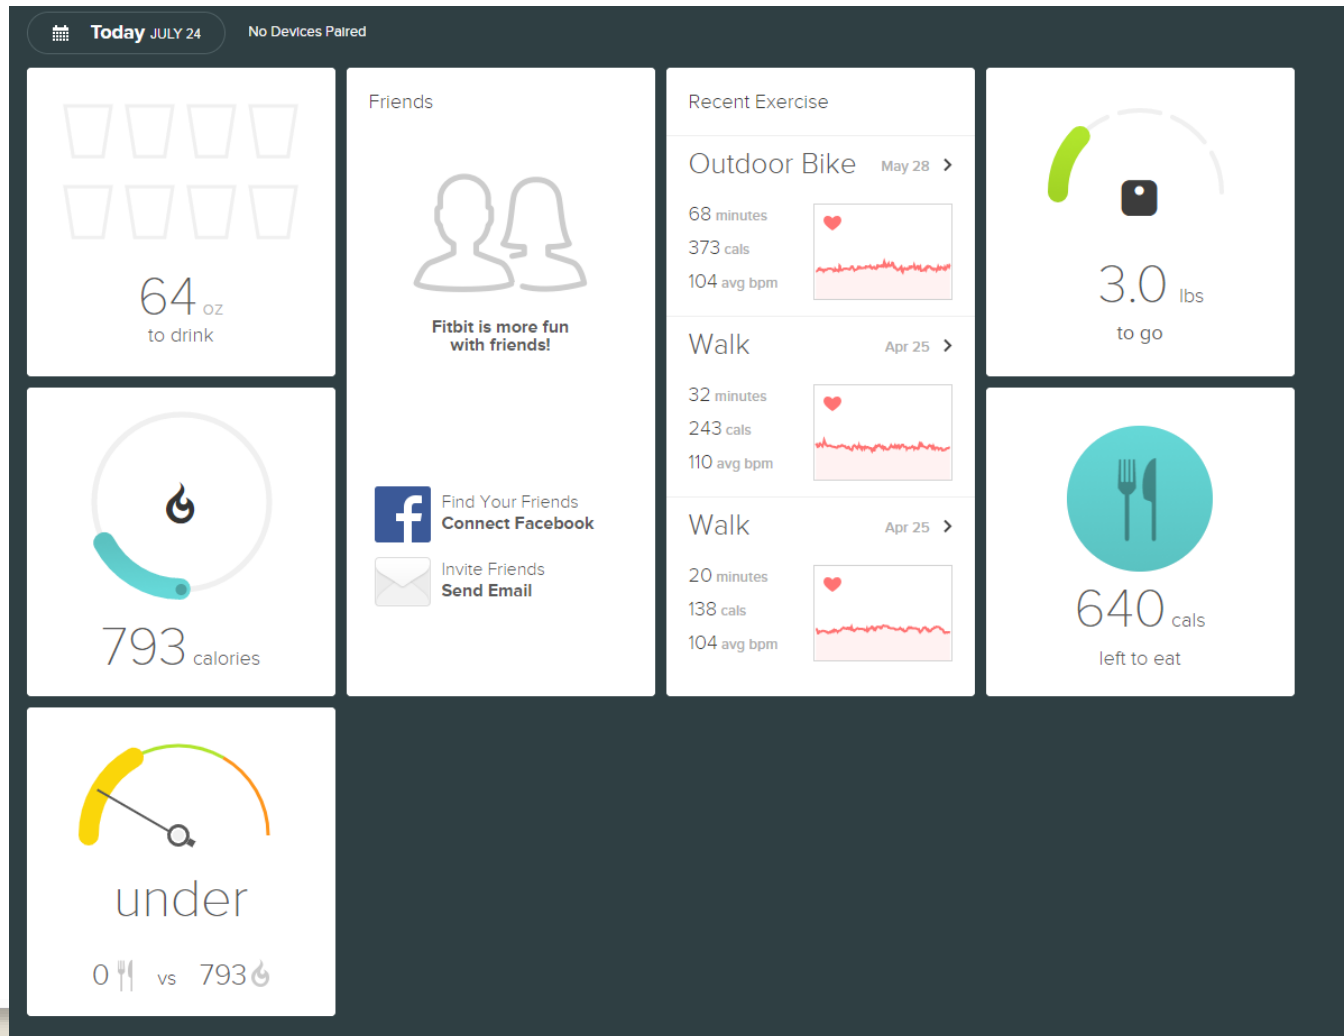 Today JULY 24
No Devices Paired
64 oz
to drink
Friends
Fitbit is more fun
with friends!
Find Your Friends
Connect Facebook
Invite Friends
Send Email
Recent Exercise
Outdoor Bike May 28
68 minutes
373 cals
104 avg bpm
Walk Apr 25
32 minutes
243 cals
110 avg bpm
Walk Apr 25
20 minutes
138 cals
104 avg bpm
3.0 lbs
to go
793 calories
640 cals
left to eat
under
0 vs 793